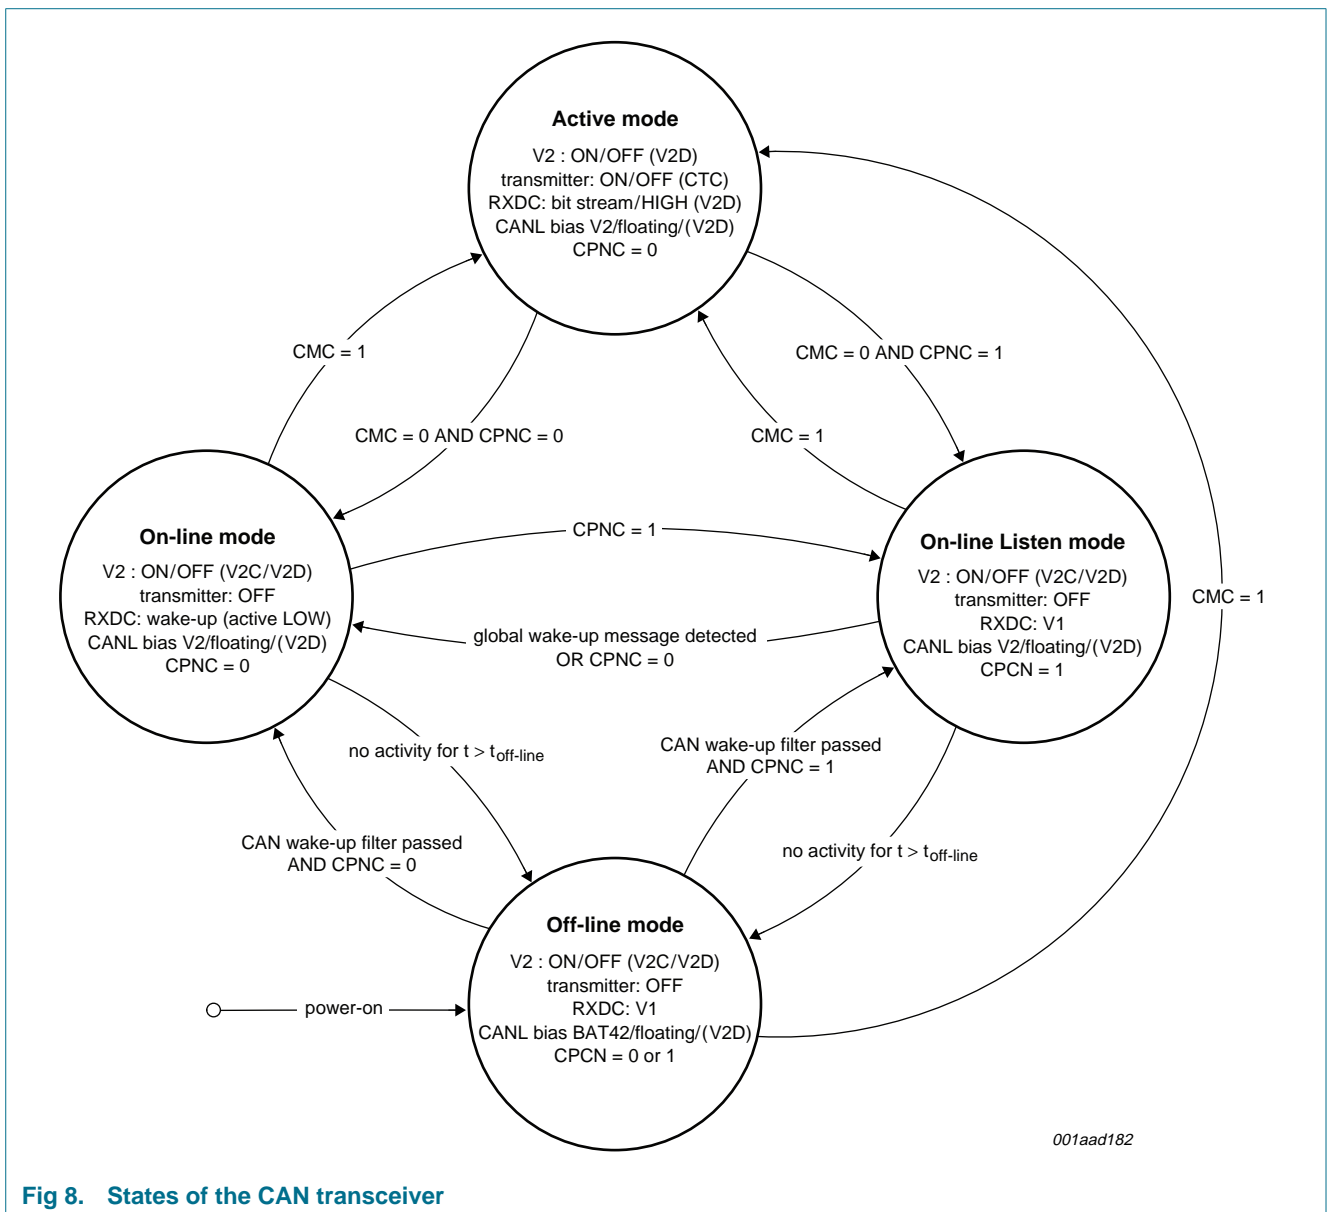 Active mode
V2 : ON/OFF (V2D)
transmitter: ON/OFF (CTC)
RXDC: bit stream/HIGH (V2D)
CANL bias V2/floating/(V2D)
CPNC = 0
CMC = 1
CMC = 0 AND CPNC = 1
CMC = 0 AND CPNC = 0
CMC = 1
On-line mode
V2 : ON/OFF (V2C/V2D)
transmitter: OFF
RXDC: wake-up (active LOW)
CANL bias V2/floating/(V2D)
CPNC = 0
CPNC = 1
On-line Listen mode
V2 : ON/OFF (V2C/V2D)
transmitter: OFF
RXDC: V1
CANL bias V2/floating/(V2D)
CPCN = 1
CMC = 1
global wake-up message detected
OR CPNC = 0
no activity for t > toff-line
CAN wake-up filter passed
AND CPNC = 1
CAN wake-up filter passed
AND CPNC = 0
no activity for t > toff-line
Off-line mode
V2 : ON/OFF (V2C/V2D)
transmitter: OFF
RXDC: V1
CANL bias BAT42/floating/(V2D)
CPCN = 0 or 1
power-on
001aad182
Fig 8. States of the CAN transceiver